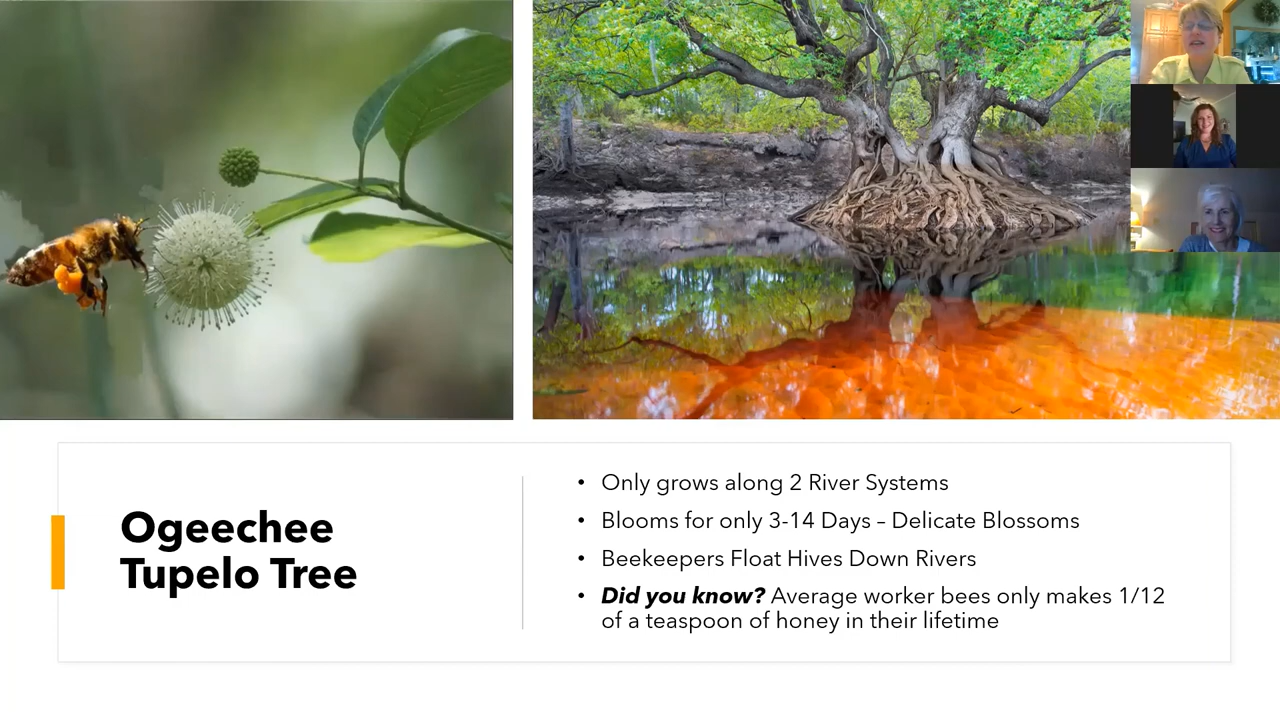 Ogeechee
Tupelo Tree
• Only grows along 2 River Systems
• Blooms for only 3-14 Days – Delicate Blossoms
• Beekeepers Float Hives Down Rivers
• Did you know? Average worker bees only makes 1/12
of a teaspoon of honey in their lifetime